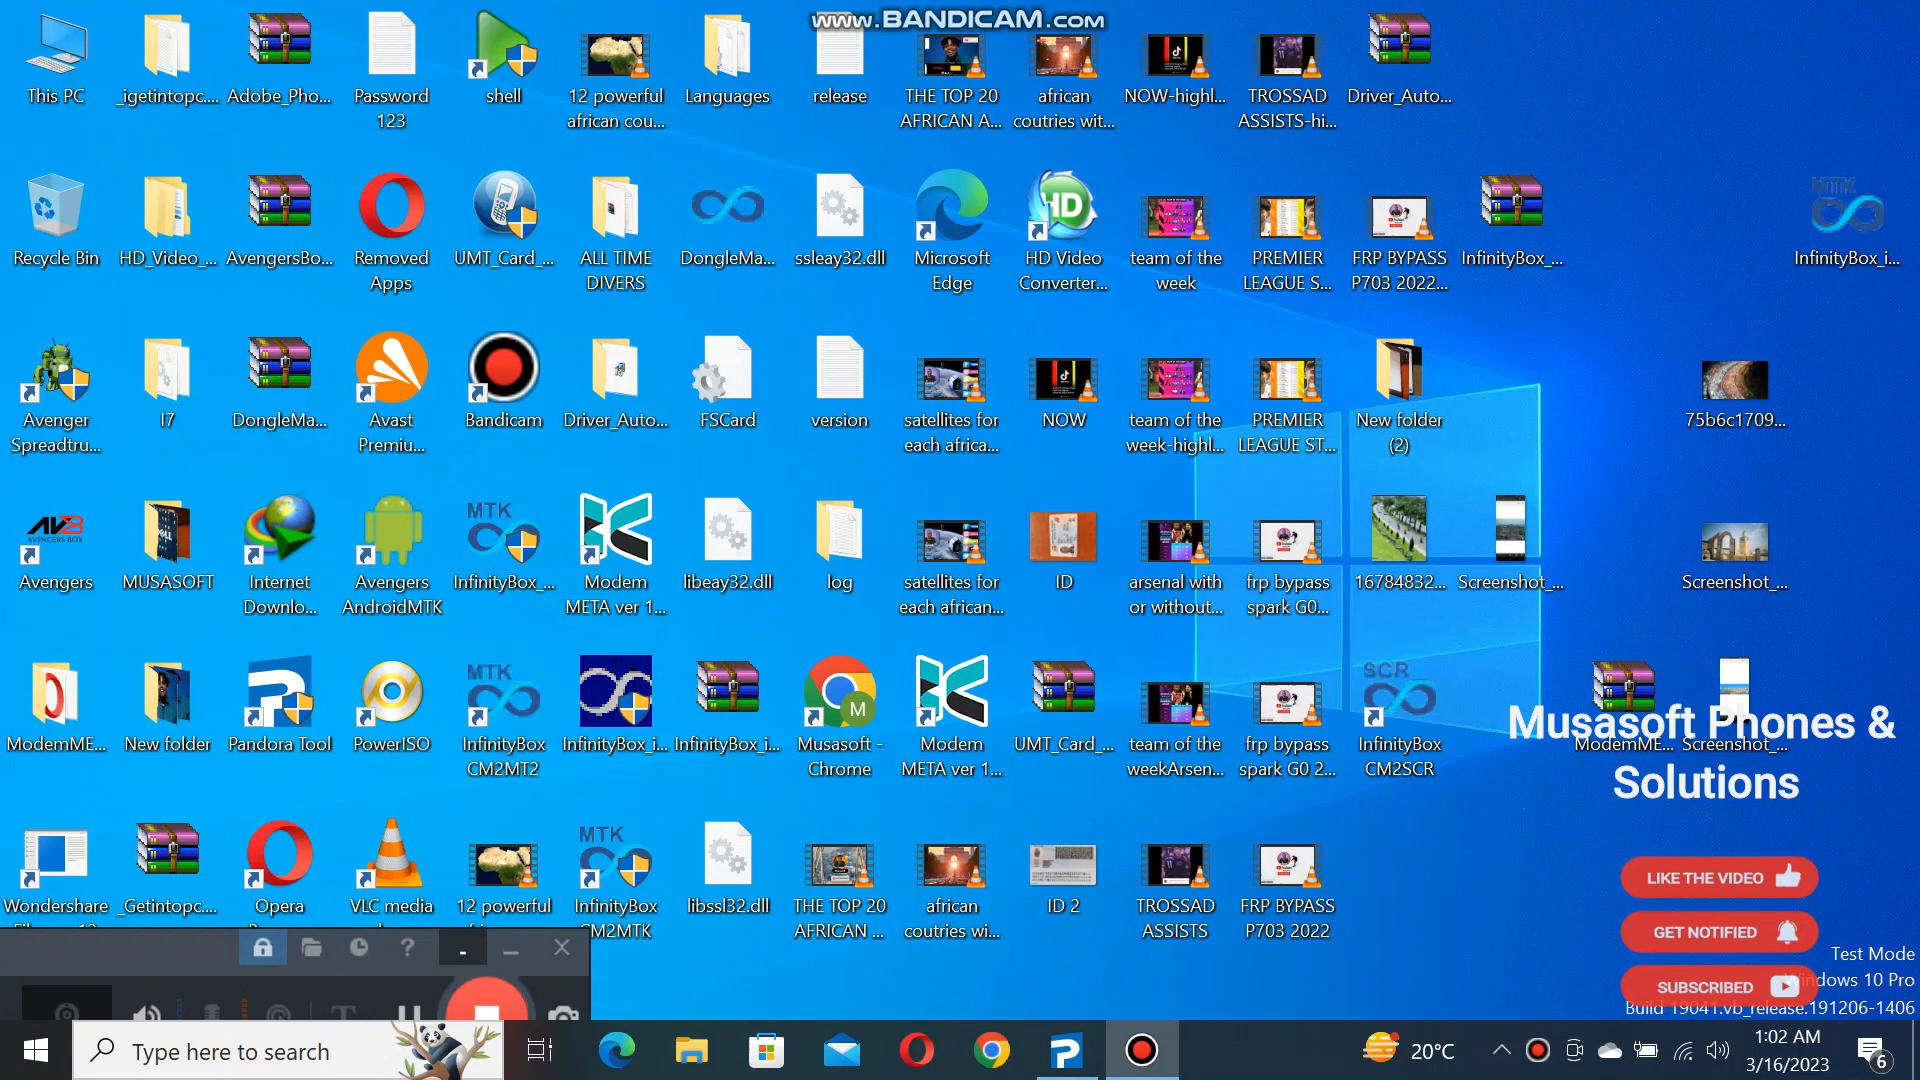 www.BANDICAM.com
This PC
_igetintopc....
Adobe_Pho...
Password
123
shell
12 powerful
african cou...
Languages
release
THE TOP 20
AFRICAN A...
african
coutries wit...
NOW-highl...
TROSSAD
ASSISTS-hi...
Driver_Auto...
Recycle Bin
HD_Video_...
AvengersBo...
Removed
Apps
UMT_Card_...
ALL TIME
DIVERS
DongleMa...
ssleay32.dll
Microsoft
Edge
HD Video
Converter...
team of the
week
PREMIER
LEAGUE S...
FRP BYPASS
P703 2022...
InfinityBox_...
InfinityBox_i...
Avenger
Spreadtru...
I7
DongleMa...
Avast
Premiu...
Bandicam
Driver_Auto...
FSCard
version
satellites for
each africa...
NOW
team of the
week-highl...
PREMIER
LEAGUE ST...
New folder
(2)
75b6c1709...
Avengers
MUSASOFT
Internet
Downlo...
Avengers
AndroidMTK
InfinityBox_...
Modem
META ver 1...
libeay32.dll
log
satellites for
each african...
ID
arsenal with
or without...
frp bypass
spark G0...
16784832...
Screenshot_...
Screenshot_...
ModemME...
New folder
Pandora Tool
PowerISO
InfinityBox
CM2MT2
InfinityBox_i...
InfinityBox_i...
Musasoft -
Chrome
Modem
META ver 1...
UMT_Card_...
team of the
weekArsen...
frp bypass
spark G0 2...
InfinityBox
CM2SCR
ModemME...
Screenshot_...
Musasoft Phones &
Solutions
Wondershare
_Getintopc....
Opera
VLC media
12 powerful
InfinityBox
CM2MTK
libssl32.dll
THE TOP 20
AFRICAN ...
african
coutries wi...
ID 2
TROSSAD
ASSISTS
FRP BYPASS
P703 2022
LIKE THE VIDEO
GET NOTIFIED
SUBSCRIBED
Test Mode
Windows 10 Pro
Build 19041.vb_release.191206-1406
Type here to search
20°C
1:02 AM
3/16/2023
6